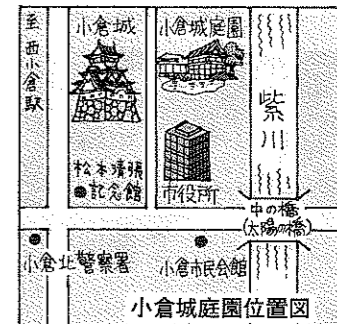 至西小倉駅
小倉城
小倉城庭園
紫川
松本清張
記念館
市役所
中の橋
(太陽の橋)
小倉北警察署
小倉市民会館
小倉城庭園位置図